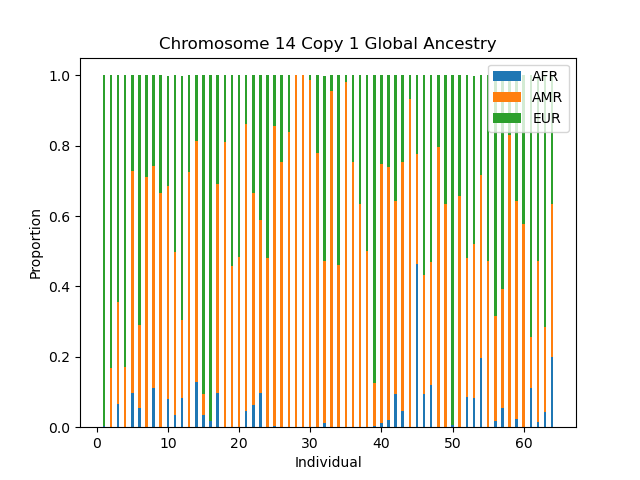 Chromosome 14 Copy 1 Global Ancestry
AFR
AMR
EUR
1.0
0.8
0.6
0.4
0.2
0.0
Proportion
0 10 20 30 40 50 60
Individual